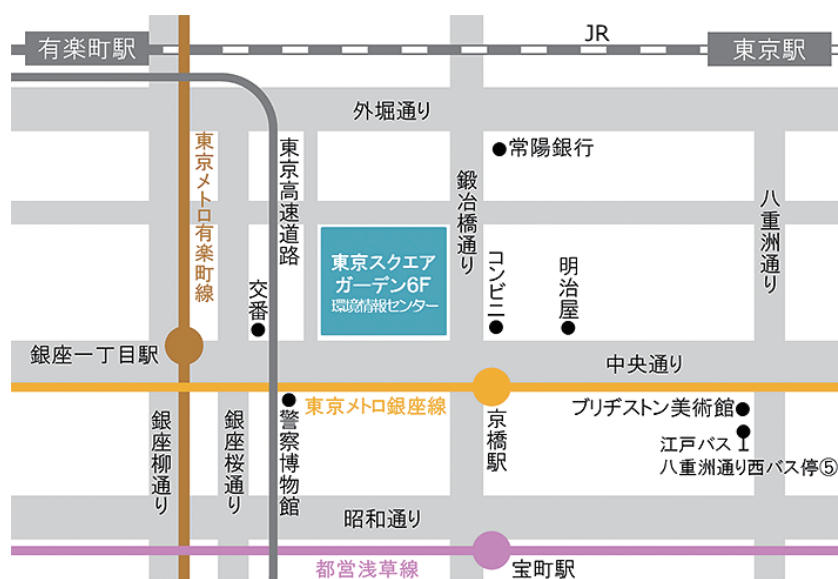 JR
有楽町駅
東京駅
外堀通り
東京メトロ有楽町線
東京高速道路
常陽銀行
鍛冶橋通り
八重洲通り
東京スクエア
ガーデン6F
環境情報センター
交番
コンビニ
明治屋
銀座一丁目駅
中央通り
東京メトロ銀座線
京橋駅
ブリヂストン美術館
江戸バス
八重洲通り西バス停⑤
銀座柳通り
銀座桜通り
警察博物館
昭和通り
都営浅草線
宝町駅